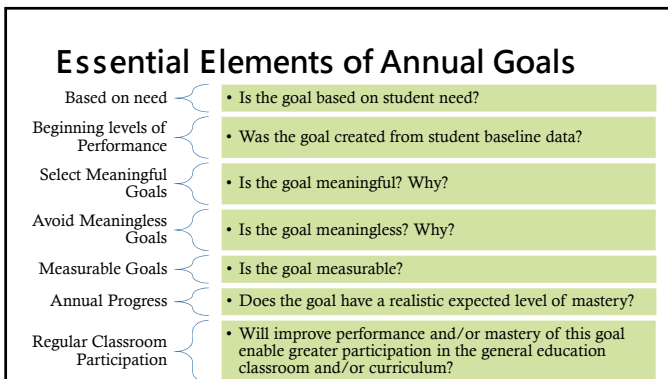 Essential Elements of Annual Goals
Based on need
• Is the goal based on student need?
Beginning levels of
Performance
• Was the goal created from student baseline data?
Select Meaningful
Goals
• Is the goal meaningful? Why?
Avoid Meaningless
Goals
• Is the goal meaningless? Why?
Measurable Goals
• Is the goal measurable?
Annual Progress
• Does the goal have a realistic expected level of mastery?
Regular Classroom
Participation
• Will improve performance and/or mastery of this goal
enable greater participation in the general education
classroom and/or curriculum?